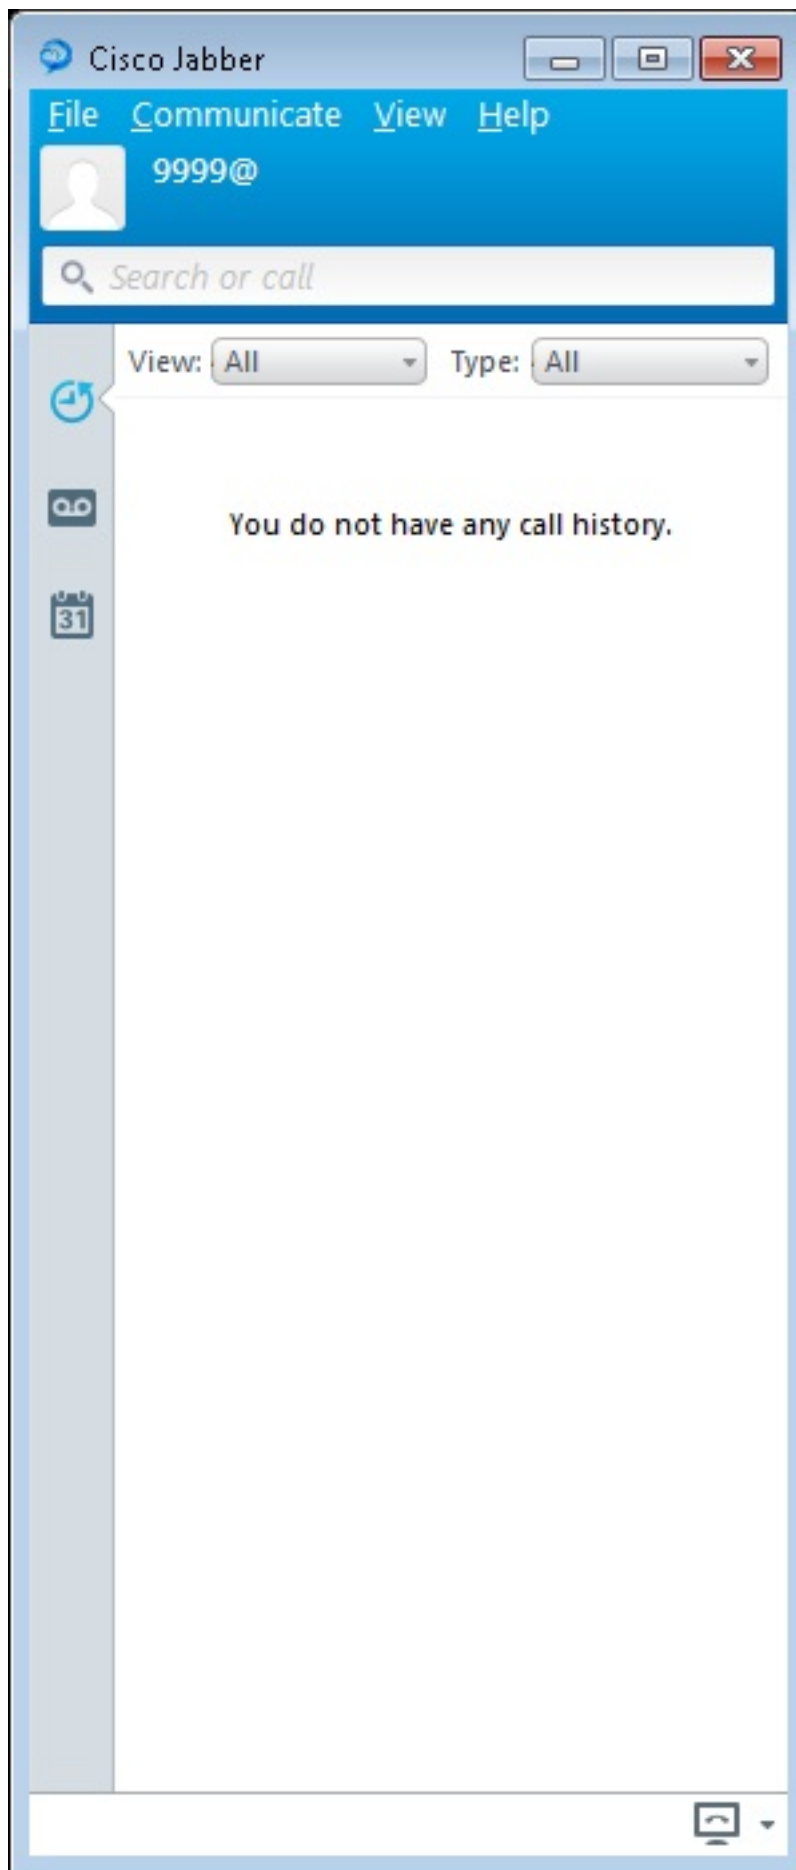 Cisco Jabber
File Communicate View Help
9999@
Search or call
View: All Type: All
You do not have any call history.
31